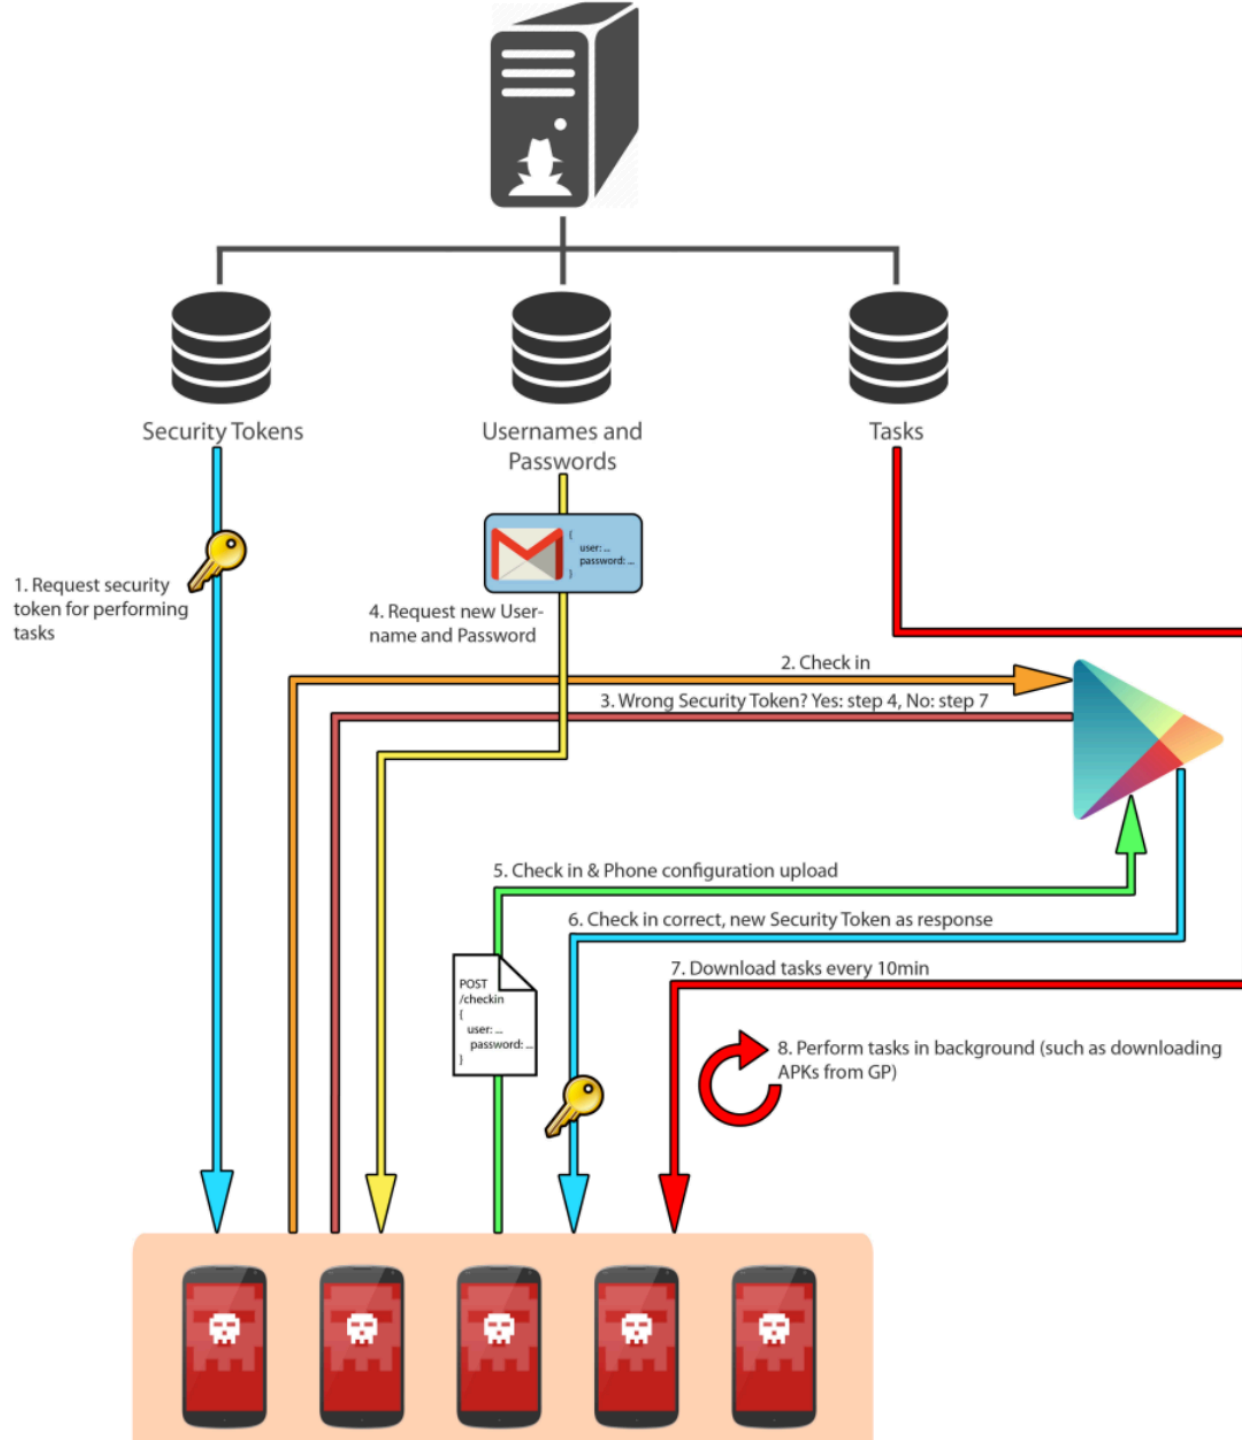 Security Tokens
Usernames and
Passwords
Tasks
{
user: ...
password: ...
}
1. Request security
token for performing
tasks
4. Request new User-
name and Password
2. Check in
3. Wrong Security Token? Yes: step 4, No: step 7
5. Check in & Phone configuration upload
6. Check in correct, new Security Token as response
7. Download tasks every 10min
POST
/checkin
{
user: ...
password: ...
}
8. Perform tasks in background (such as downloading
APKs from GP)